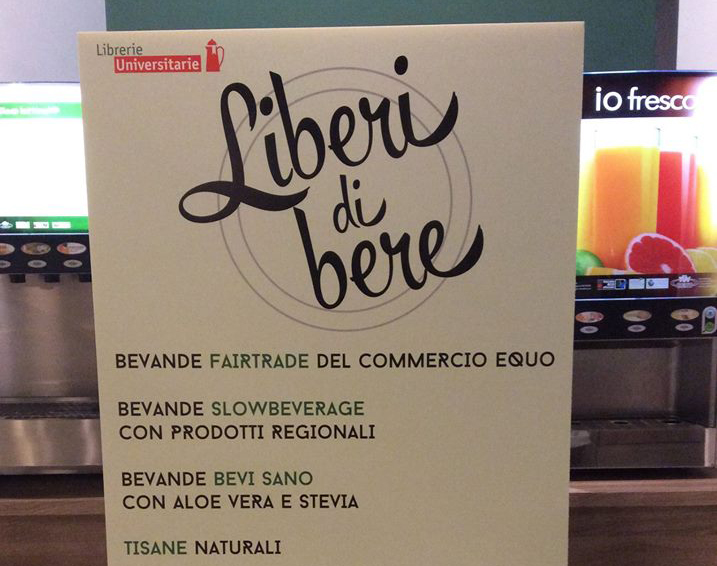 Librerie
Universitarie
Liberi
di
bere
io fresco
BEVANDE FAIRTRADE DEL COMMERCIO EQUO
BEVANDE SLOWBEVERAGE
CON PRODOTTI REGIONALI
BEVANDE BEVI SANO
CON ALOE VERA E STEVIA
TISANE NATURALI